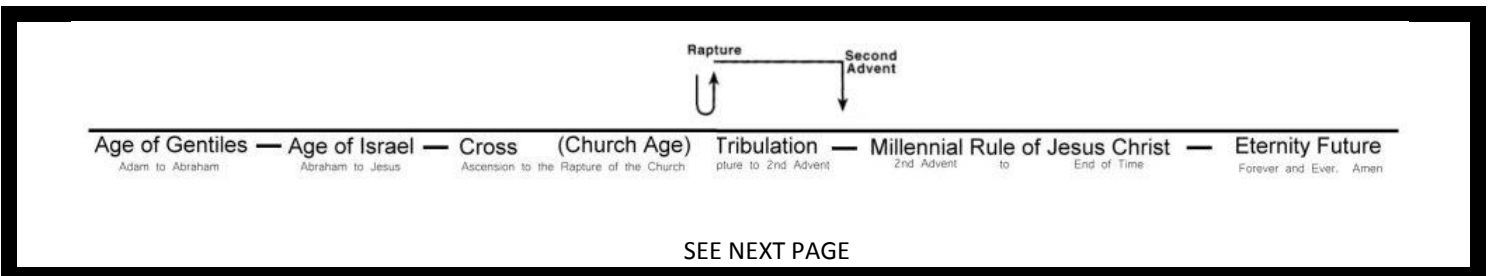 Rapture
Second
Advent
Age of Gentiles — Age of Israel — Cross (Church Age) Tribulation — Millennial Rule of Jesus Christ — Eternity Future
Adam to Abraham Abraham to Jesus Ascension to the Rapture of the Church pture to 2nd Advent 2nd Advent to End of Time Forever and Ever. Amen
SEE NEXT PAGE